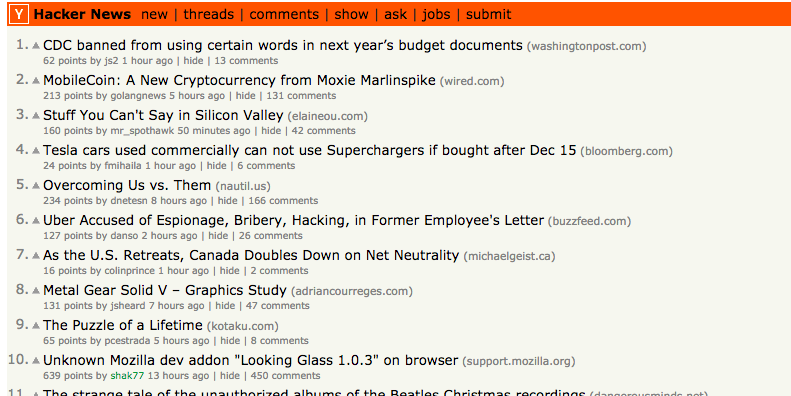 Y Hacker News new | threads | comments | show | ask | jobs | submit
1. CDC banned from using certain words in next year’s budget documents (washingtonpost.com)
62 points by js2 1 hour ago | hide | 13 comments
2. MobileCoin: A New Cryptocurrency from Moxie Marlinspike (wired.com)
213 points by golangnews 5 hours ago | hide | 131 comments
3. Stuff You Can't Say in Silicon Valley (elaineou.com)
160 points by mr_spothawk 50 minutes ago | hide | 42 comments
4. Tesla cars used commercially can not use Superchargers if bought after Dec 15 (bloomberg.com)
24 points by fmihaila 1 hour ago | hide | 6 comments
5. Overcoming Us vs. Them (nautil.us)
234 points by dnetesn 8 hours ago | hide | 166 comments
6. Uber Accused of Espionage, Bribery, Hacking, in Former Employee's Letter (buzzfeed.com)
127 points by danso 2 hours ago | hide | 26 comments
7. As the U.S. Retreats, Canada Doubles Down on Net Neutrality (michaelgeist.ca)
16 points by colinprince 1 hour ago | hide | 2 comments
8. Metal Gear Solid V – Graphics Study (adriancourreges.com)
131 points by jsheard 7 hours ago | hide | 47 comments
9. The Puzzle of a Lifetime (kotaku.com)
65 points by pcestrada 5 hours ago | hide | 8 comments
10. Unknown Mozilla dev addon "Looking Glass 1.0.3" on browser (support.mozilla.org)
639 points by shak77 13 hours ago | hide | 450 comments
11. The strange tale of the unauthorized albums of the Beatles Christmas recordings (dangerousminds.net)